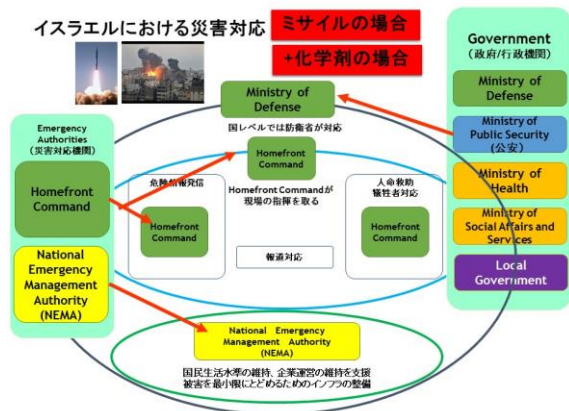 イスラエルにおける災害対応
ミサイルの場合
+化学剤の場合
Government
(政府/行政機関)
Ministry of
Defense
Ministry of
Public Security
(公安)
Ministry of
Health
Ministry of
Social Affairs and
Services
Local
Government
Emergency
Authorities
(災害対応機関)
Homefront
Command
National
Emergency
Management
Authority
(NEMA)
Ministry of
Defense
国レベルでは防衛省が対応
Homefront
Command
Homefront Commandが
現場の指揮を取る
危険情報発信
Homefront
Command
報道対応
人命救助
犠牲者対応
Homefront
Command
National Emergency
Management Authority
(NEMA)
国民生活水準の維持、企業運営の維持を支援
被害を最小限にとどめるためのインフラの整備